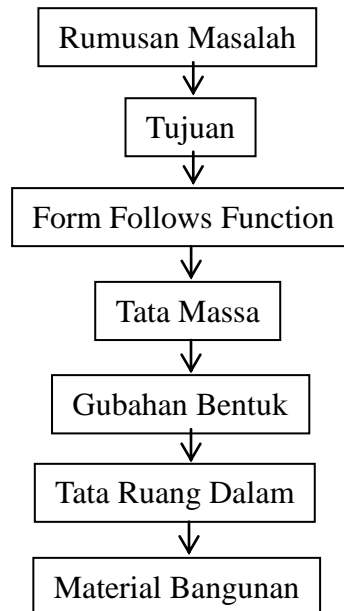 Rumusan Masalah
Tujuan
Form Follows Function
Tata Massa
Gubahan Bentuk
Tata Ruang Dalam
Material Bangunan